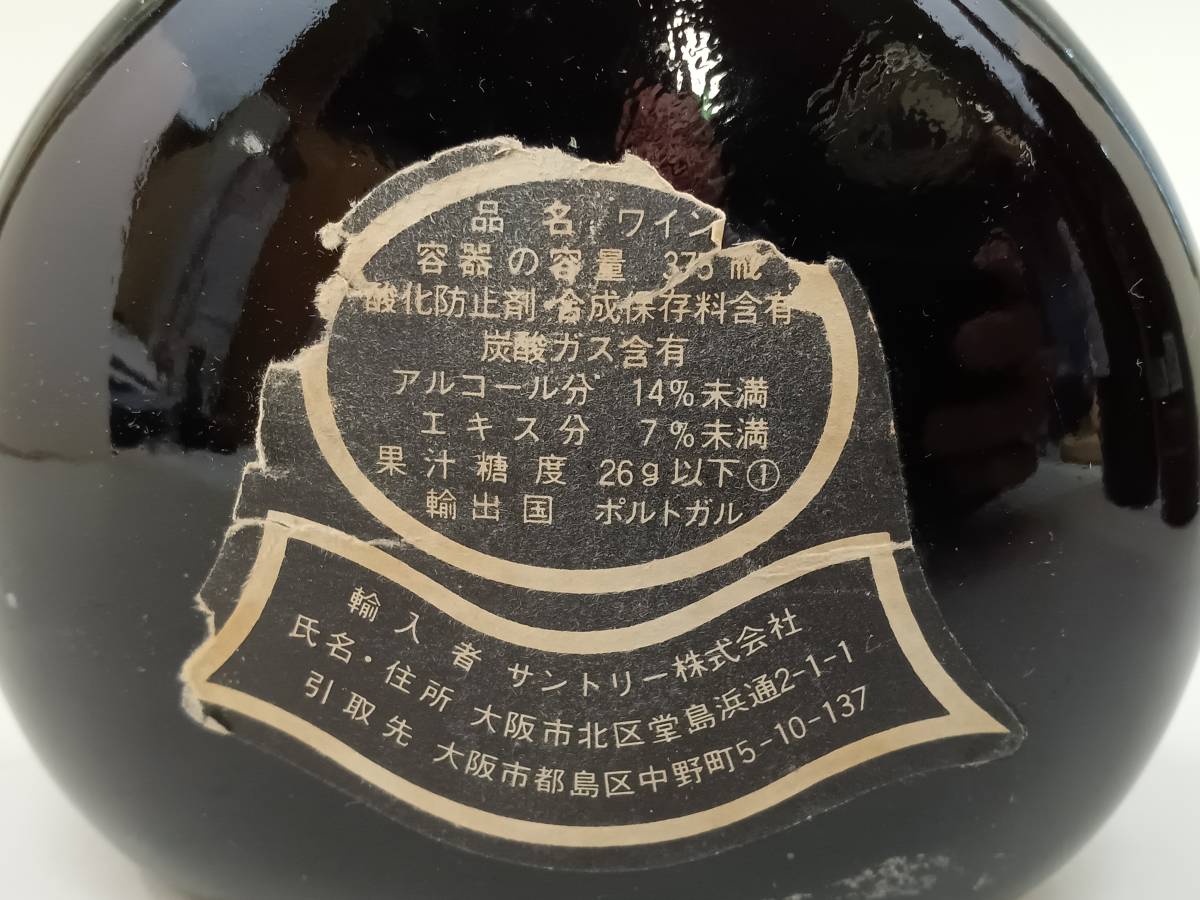 品名 ワイン
容器の容量 375㎖
酸化防止剤・合成保存料含有
炭酸ガス含有
アルコール分 14%未満
エキス分 7%未満
果汁糖度 26g以下①
輸出国 ポルトガル
輸入者 サントリー株式会社
氏名・住所 大阪市北区堂島浜通2-1-1
引取先 大阪市都島区中野町5-10-137